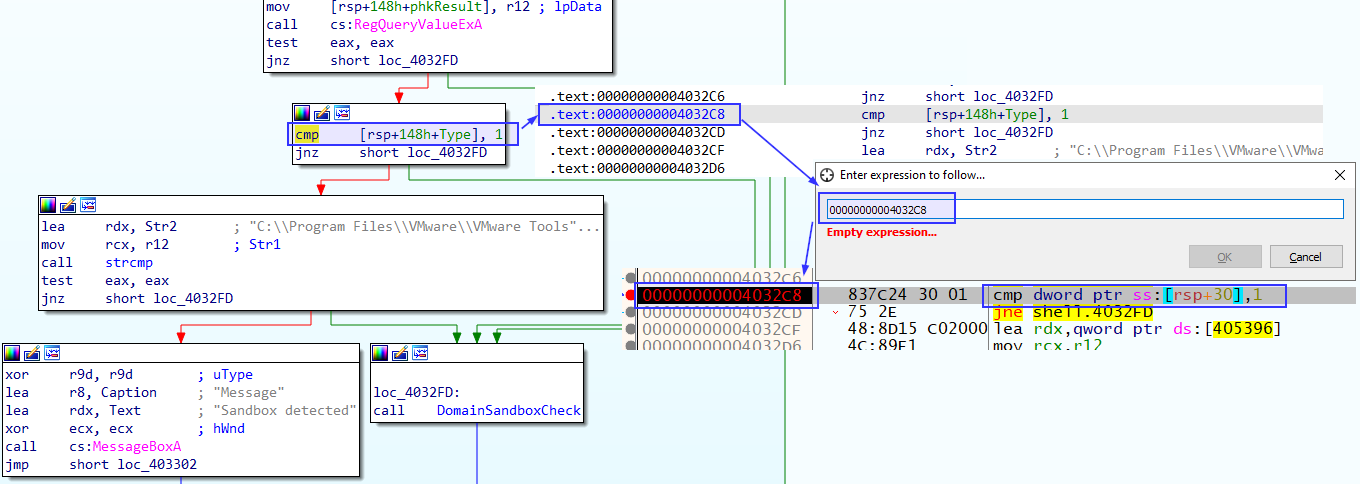 mov     [rsp+148h+phkResult], r12 ; lpData
call    cs:RegQueryValueExA
test    eax, eax
jnz     short loc_4032FD
cmp     [rsp+148h+Type], 1
jnz     short loc_4032FD
.text:00000000004032C6                 jnz     short loc_4032FD
.text:00000000004032C8                 cmp     [rsp+148h+Type], 1
.text:00000000004032CD                 jnz     short loc_4032FD
.text:00000000004032CF                 lea     rdx, Str2       ; "C:\\Program Files\\VMware\\VMwa
.text:00000000004032D6
Enter expression to follow...
00000000004032C8
Empty expression...
OK
Cancel
lea     rdx, Str2       ; "C:\\Program Files\\VMware\\VMware Tools"...
mov     rcx, r12        ; Str1
call    strcmp
test    eax, eax
jnz     short loc_4032FD
00000000004032C6
00000000004032C8   837C24 30 01   cmp dword ptr ss:[rsp+30],1
00000000004032CD   75 2E   jne shell.4032FD
00000000004032CF   48:8D15 C02000   lea rdx,qword ptr ds:[405396]
00000000004032D6   4C:89E1   mov rcx,r12
xor     r9d, r9d        ; uType
lea     r8, Caption     ; "Message"
lea     rdx, Text       ; "Sandbox detected"
xor     ecx, ecx        ; hWnd
call    cs:MessageBoxA
jmp     short loc_403302
loc_4032FD:
call    DomainSandboxCheck